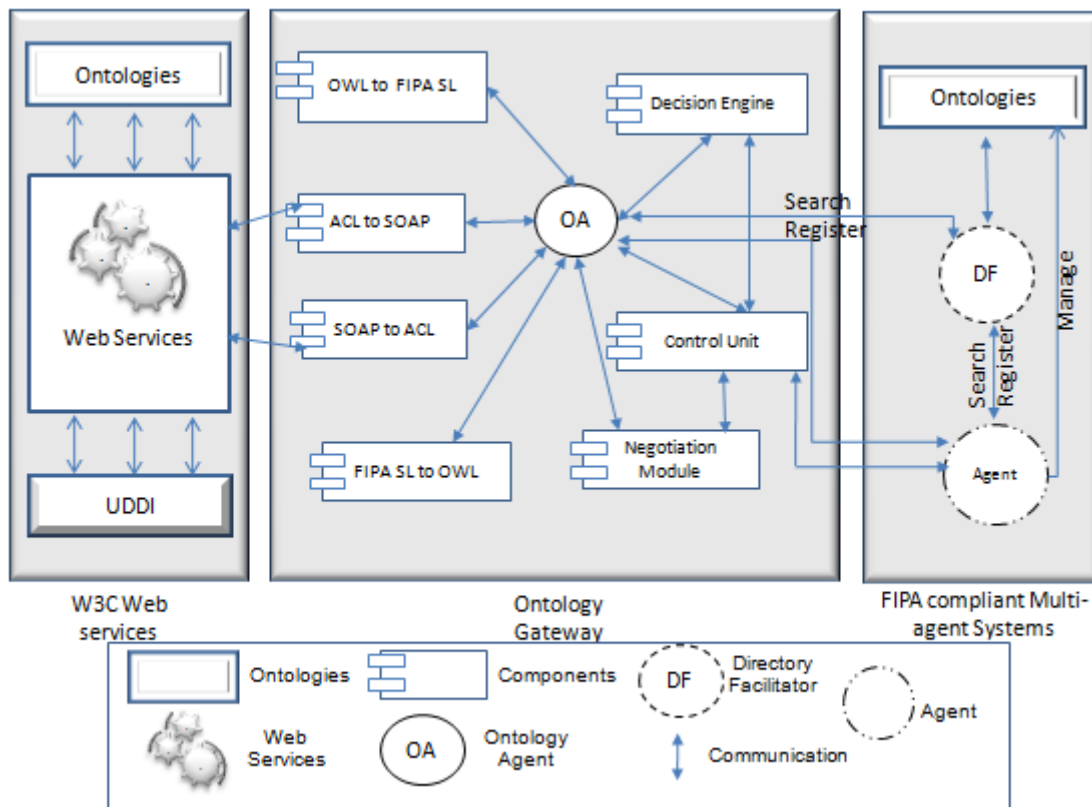 Ontologies
Web Services
UDDI
W3C Web
services
OWL to FIPA SL
ACL to SOAP
SOAP to ACL
FIPA SL to OWL
OA
Decision Engine
Control Unit
Negotiation
Module
Search
Register
Ontology
Gateway
Ontologies
DF
Manage
Search
Register
Agent
FIPA compliant Multi-
agent Systems
Ontologies
Components
DF
Directory
Facilitator
Agent
Web
Services
OA
Ontology
Agent
Communication